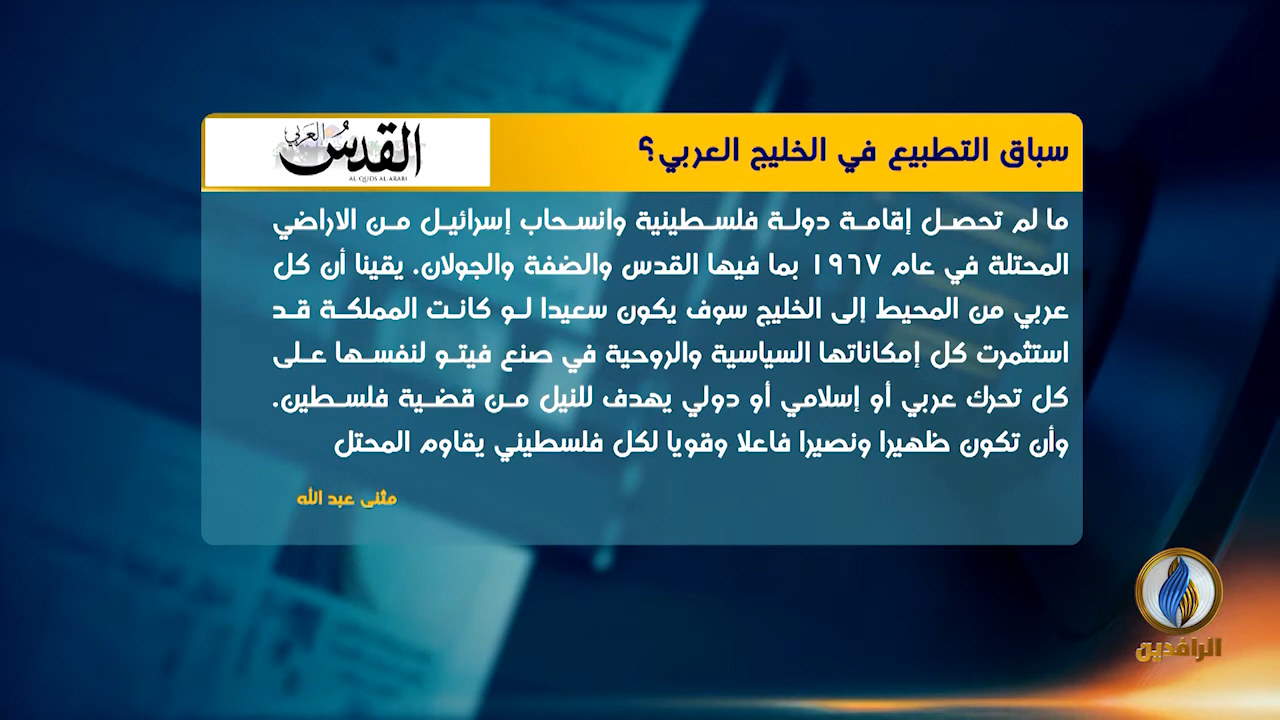 سباق التطبيع في الخليج العربي؟
القدس العربي
AL QUDS AL ARABI
ما لم تحصل إقامة دولة فلسطينية وانسحاب إسرائيل من الاراضي
المحتلة في عام ١٩٦٧ بما فيها القدس والضفة والجولان. يقينا أن كل
عربي من المحيط إلى الخليج سوف يكون سعيدا لو كانت المملكة قد
استثمرت كل إمكاناتها السياسية والروحية في صنع فيتو لنفسها على
كل تحرك عربي أو إسلامي أو دولي يهدف للنيل من قضية فلسطين.
وأن تكون ظهيرا ونصيرا فاعلا وقويا لكل فلسطيني يقاوم المحتل
مثنى عبد الله
الرافدين